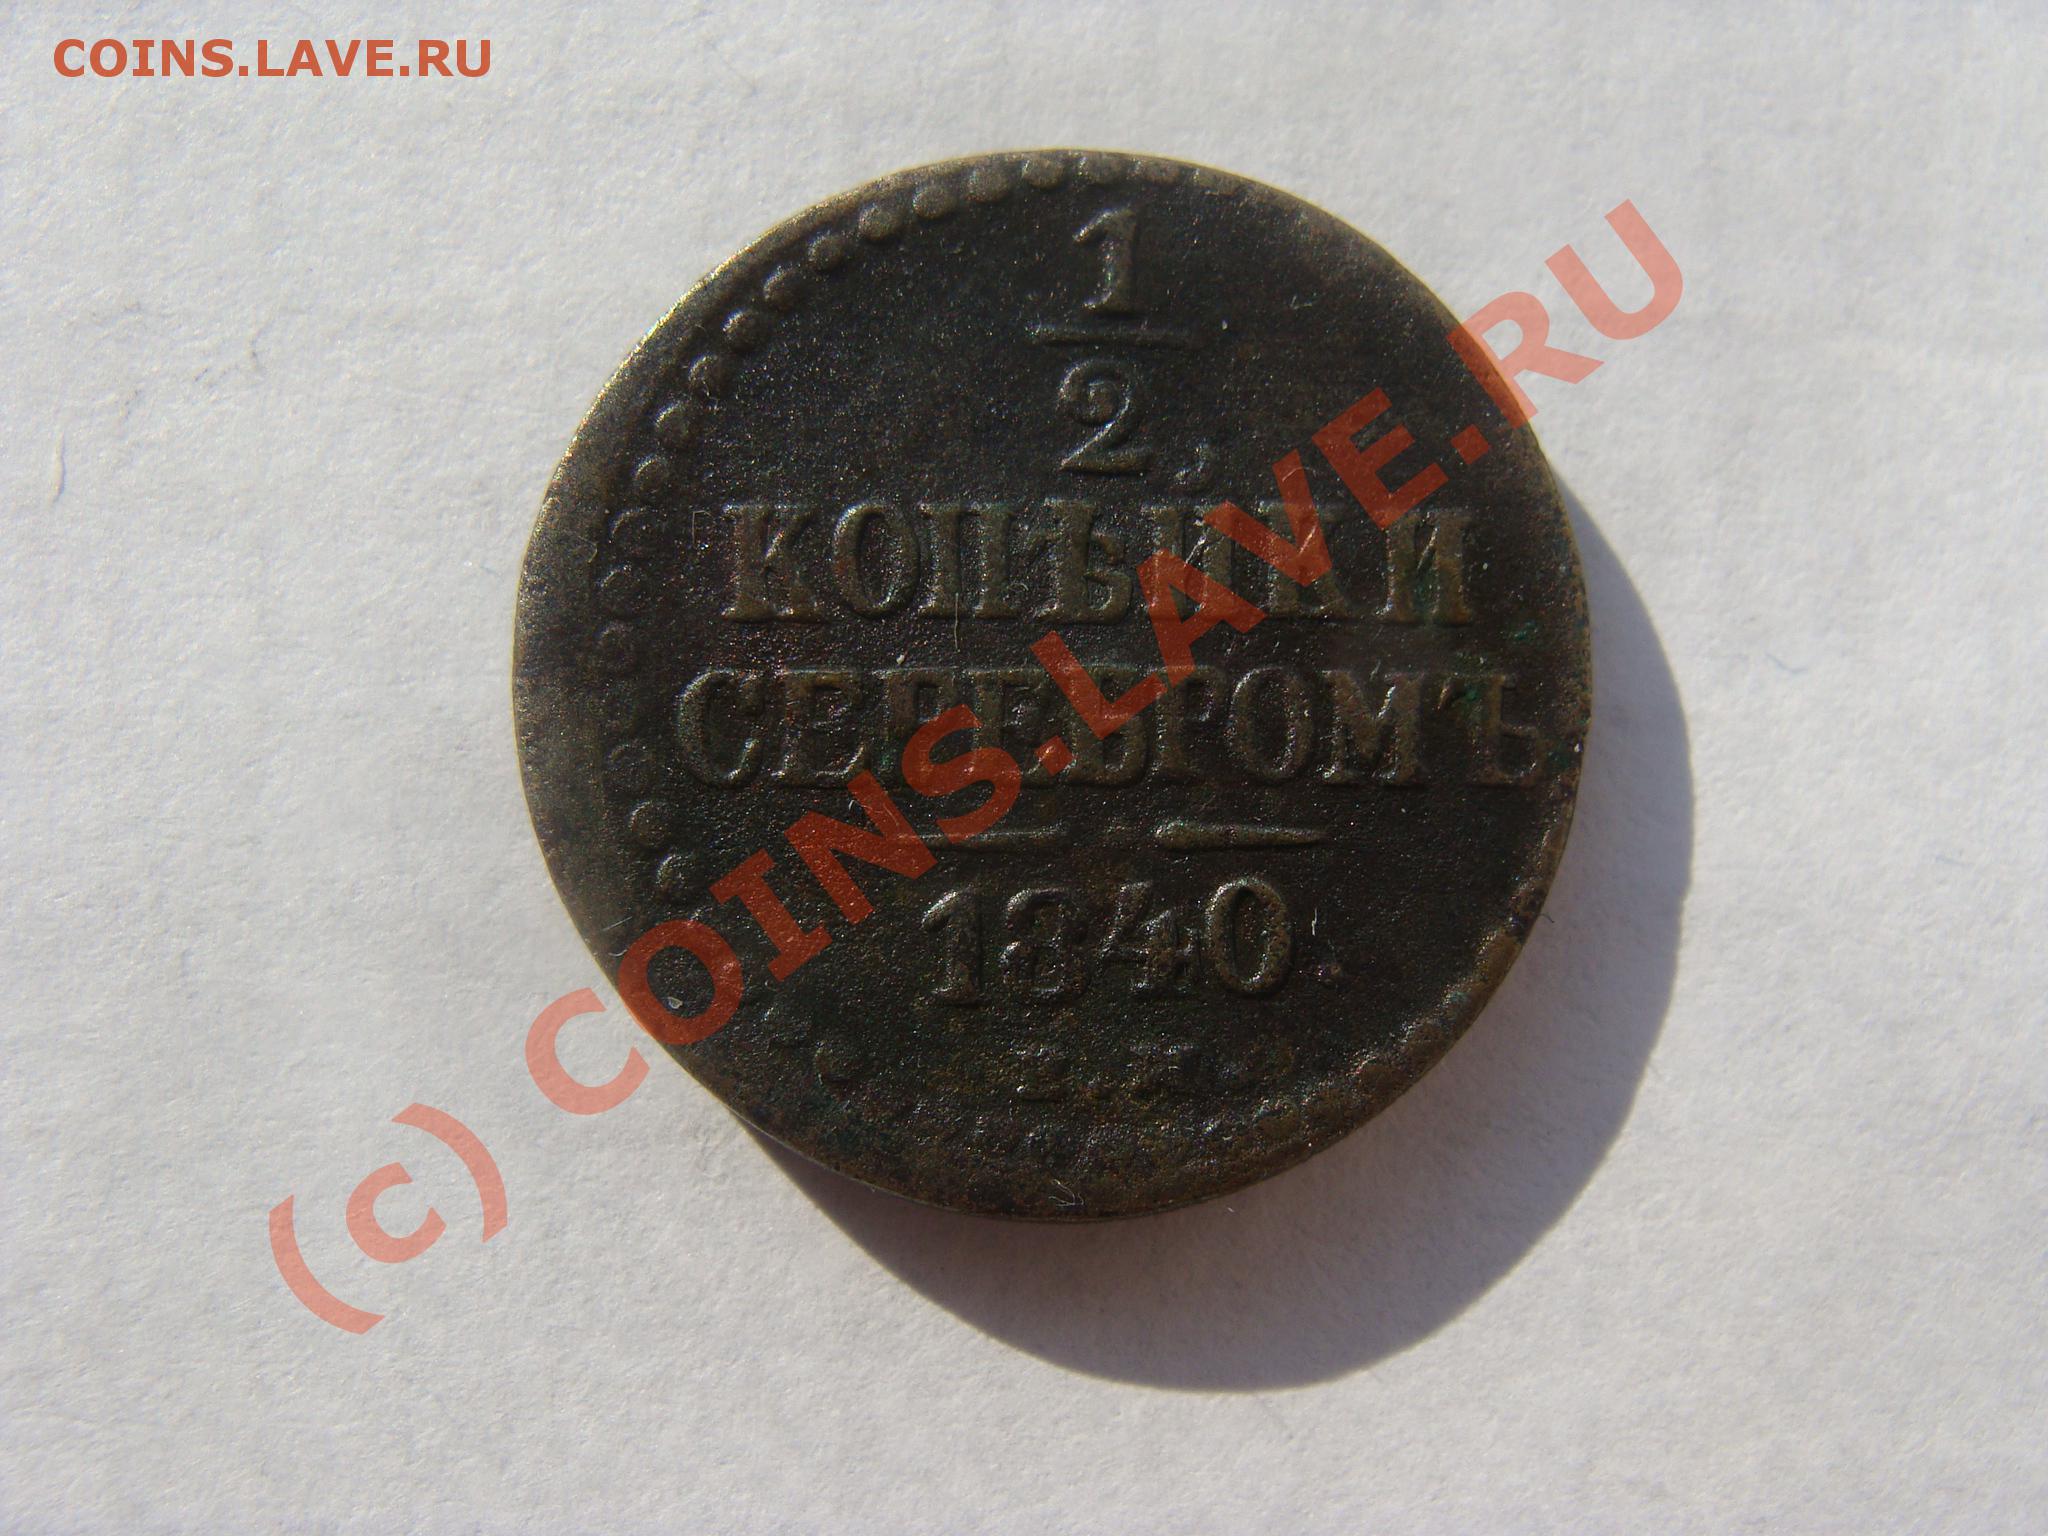 COINS.LAVE.RU
1
2,
КОПѢЙКИ
СЕРЕБРОМЪ
1840
(c) COINS.LAVE.RU